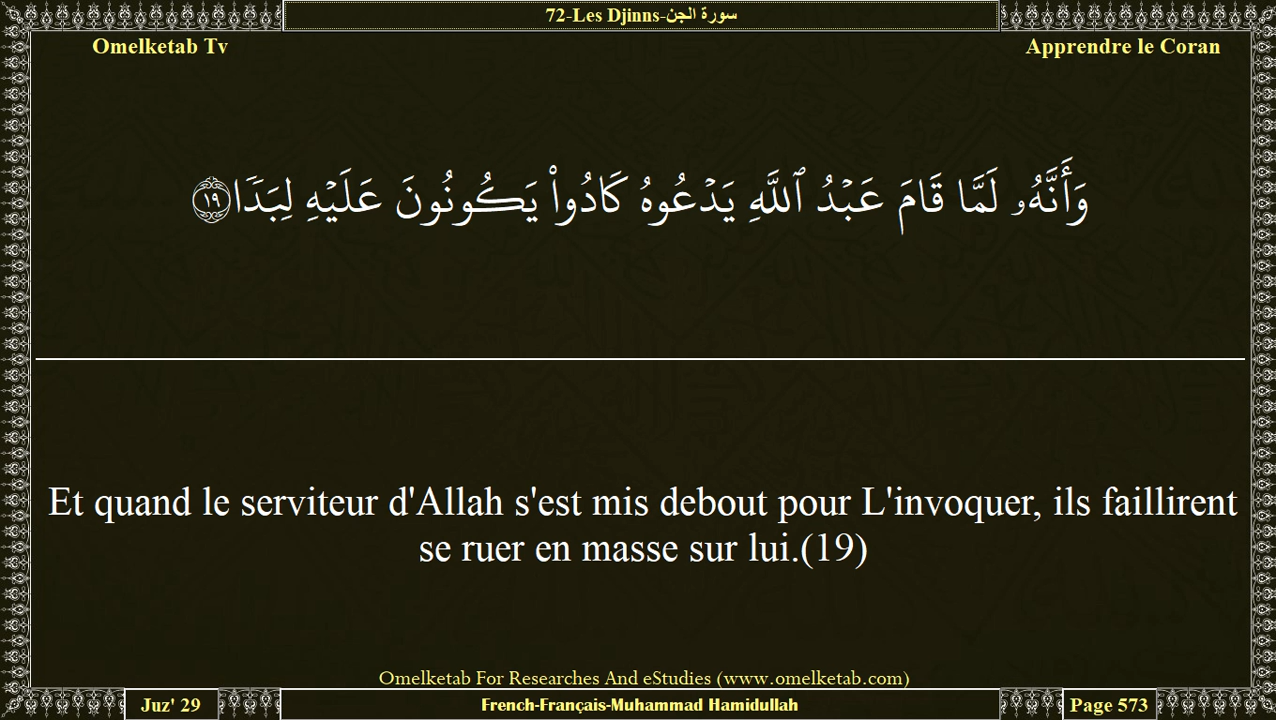 72-Les Djinns-سورة الجن
Omelketab Tv
Apprendre le Coran
وَأَنَّهُۥ لَمَّا قَامَ عَبۡدُ ٱللَّهِ يَدۡعُوهُ كَادُواْ يَكُونُونَ عَلَيۡهِ لِبَدٗا ١٩
Et quand le serviteur d'Allah s'est mis debout pour L'invoquer, ils faillirent
se ruer en masse sur lui.(19)
Omelketab For Researches And eStudies (www.omelketab.com)
Juz' 29
French-Français-Muhammad Hamidullah
Page 573